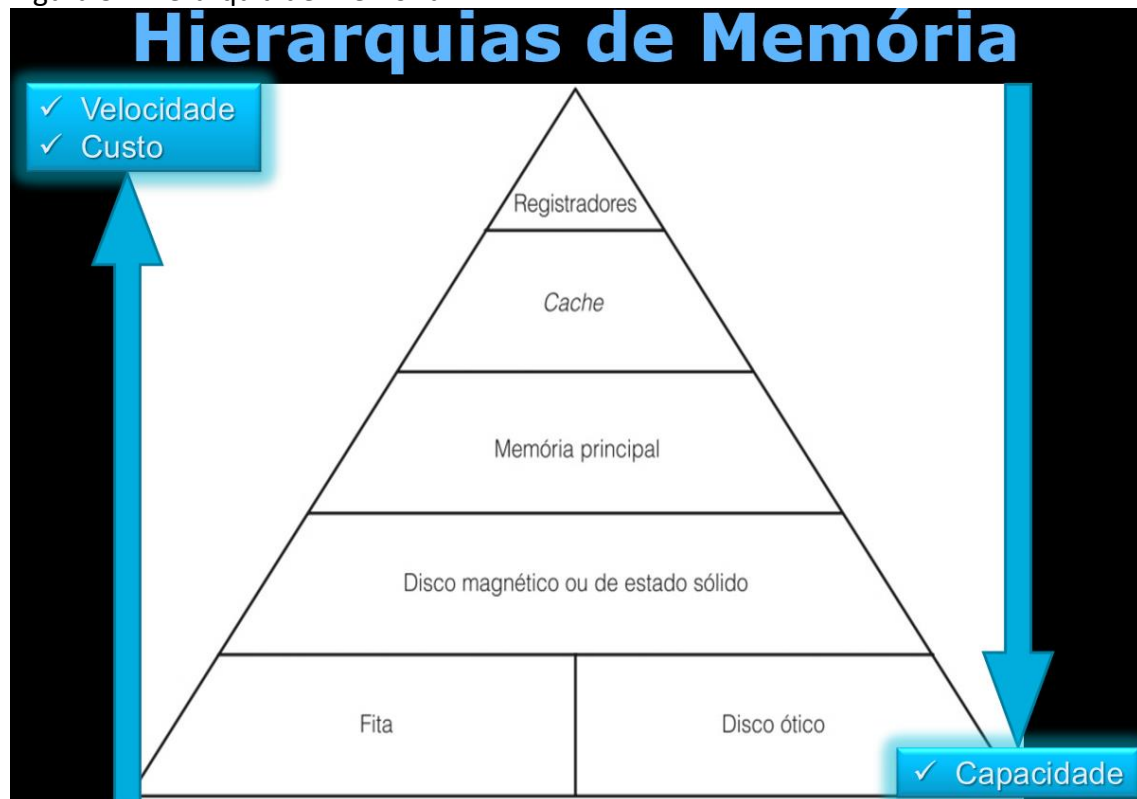 Hierarquias de Memória
✓ Velocidade
✓ Custo
Registradores
Cache
Memória principal
Disco magnético ou de estado sólido
Fita
Disco ótico
✓ Capacidade